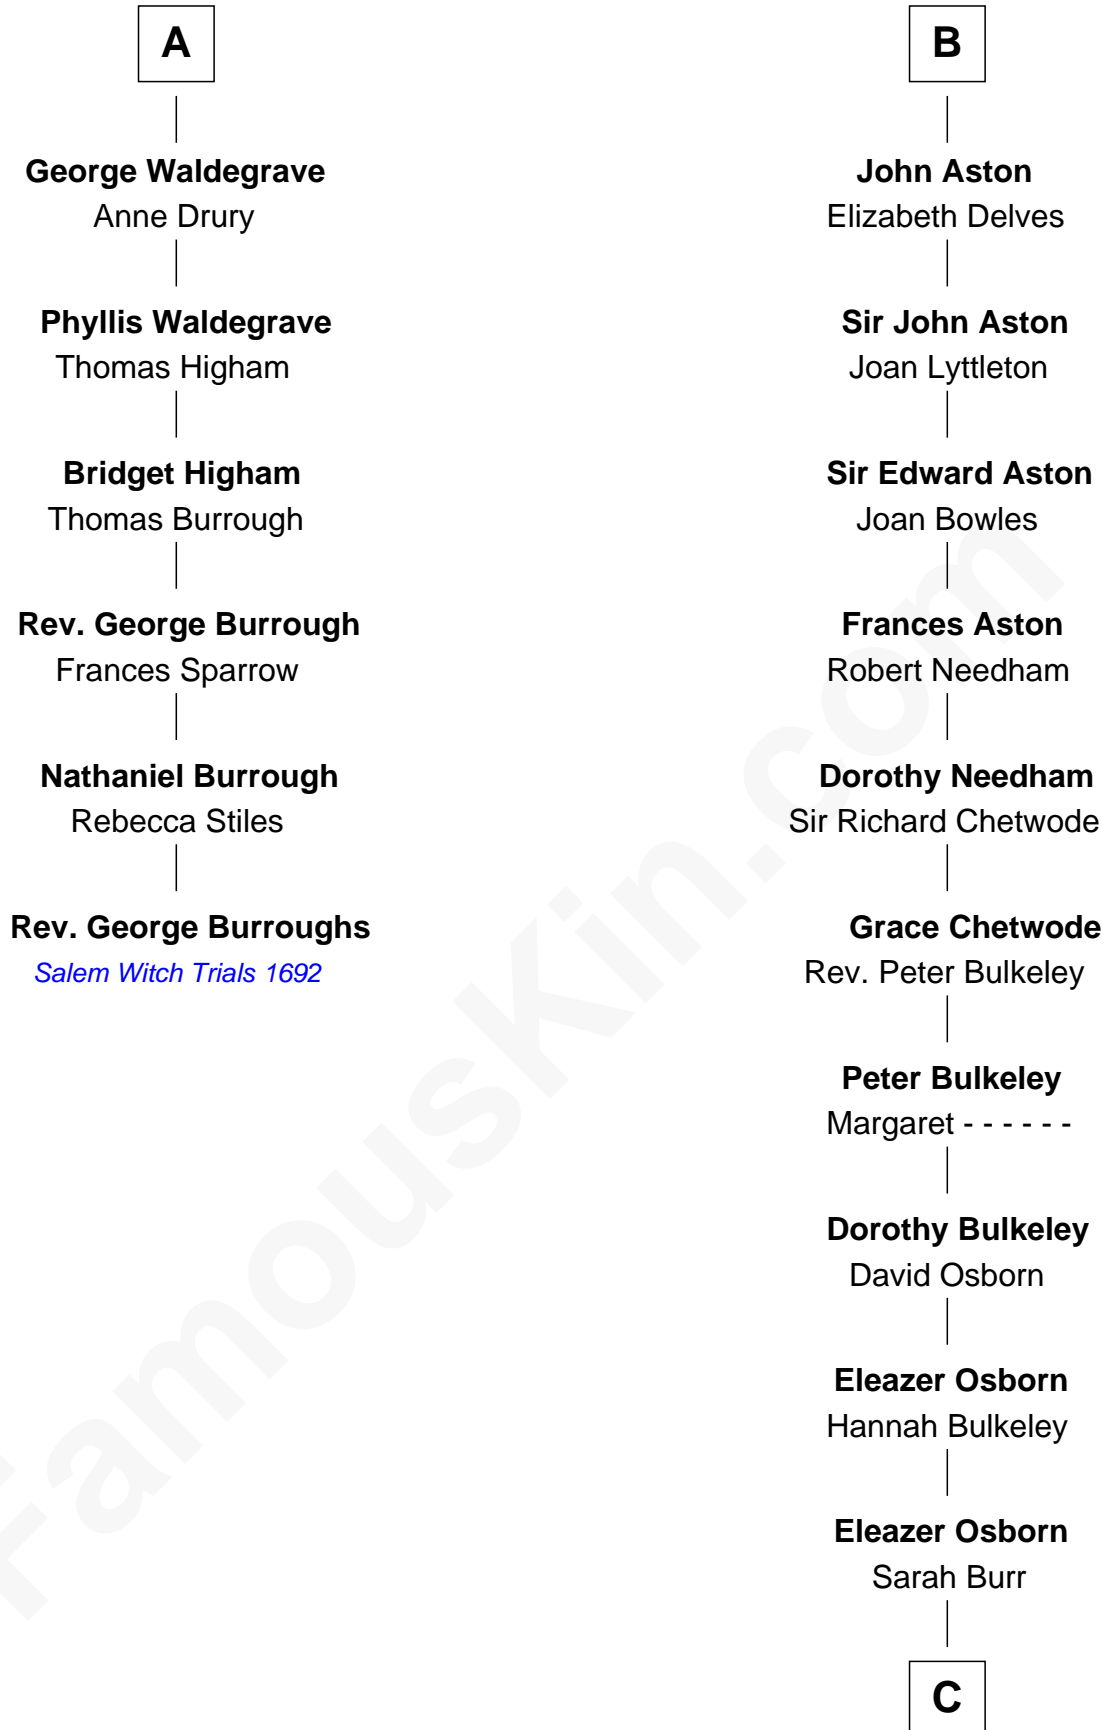 A
George Waldegrave
Anne Drury
Phyllis Waldegrave
Thomas Higham
Bridget Higham
Thomas Burrough
Rev. George Burrough
Frances Sparrow
Nathaniel Burrough
Rebecca Stiles
Rev. George Burroughs
Salem Witch Trials 1692
B
John Aston
Elizabeth Delves
Sir John Aston
Joan Lyttleton
Sir Edward Aston
Joan Bowles
Frances Aston
Robert Needham
Dorothy Needham
Sir Richard Chetwode
Grace Chetwode
Rev. Peter Bulkeley
Peter Bulkeley
Margaret - - - - - -
Dorothy Bulkeley
David Osborn
Eleazer Osborn
Hannah Bulkeley
Eleazer Osborn
Sarah Burr
C
FamousKin.com